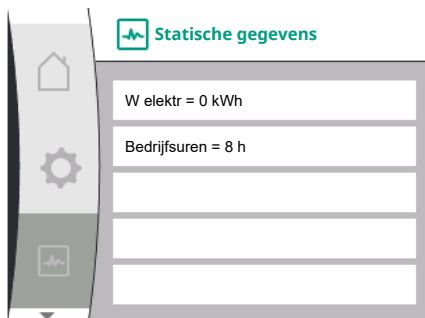 Statische gegevens
W elektr = 0 kWh
Bedrijfsuren = 8 h